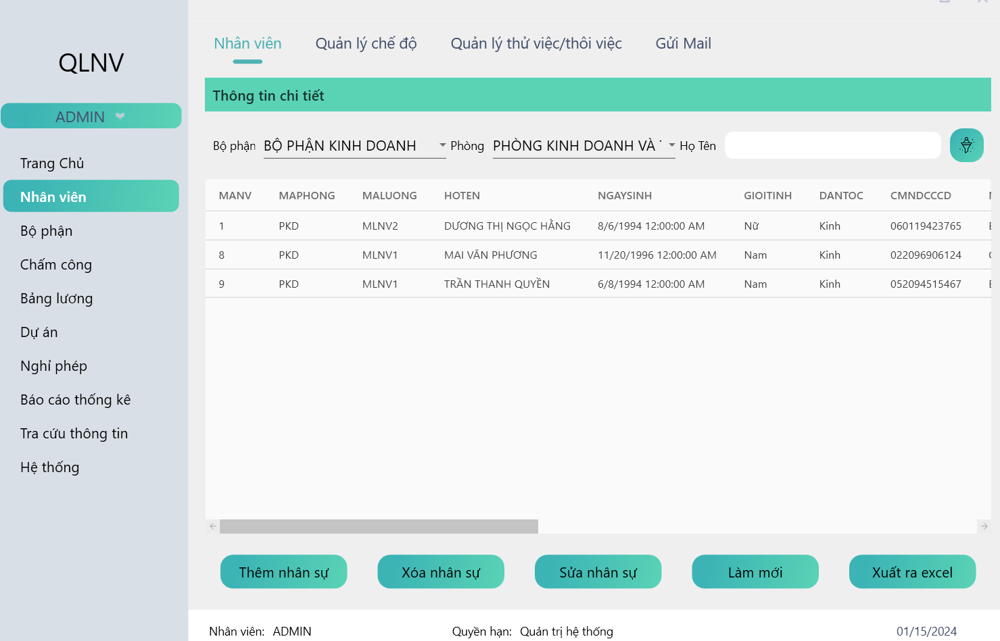 QLNV
ADMIN
Trang Chủ
Nhân viên
Bộ phận
Chấm công
Bảng lương
Dự án
Nghỉ phép
Báo cáo thống kê
Tra cứu thông tin
Hệ thống
Nhân viên Quản lý chế độ Quản lý thử việc/thôi việc Gửi Mail
Thông tin chi tiết
Bộ phận BỘ PHẬN KINH DOANH Phòng PHÒNG KINH DOANH VÀ Họ Tên
MANV MAPHONG MALUONG HOTEN NGAYSINH GIOITINH DANTOC CMNDCCCD
1 PKD MLNV2 DƯƠNG THỊ NGỌC HẰNG 8/6/1994 12:00:00 AM Nữ Kinh 060119423765
8 PKD MLNV1 MAI VĂN PHƯƠNG 11/20/1996 12:00:00 AM Nam Kinh 022096906124
9 PKD MLNV1 TRẦN THANH QUYỀN 6/8/1994 12:00:00 AM Nam Kinh 052094515467
Thêm nhân sự Xóa nhân sự Sửa nhân sự Làm mới Xuất ra excel
Nhân viên: ADMIN Quyền hạn: Quản trị hệ thống 01/15/2024